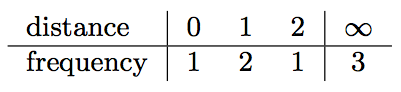 distance 0 1 2 ∞
frequency 1 2 1 3